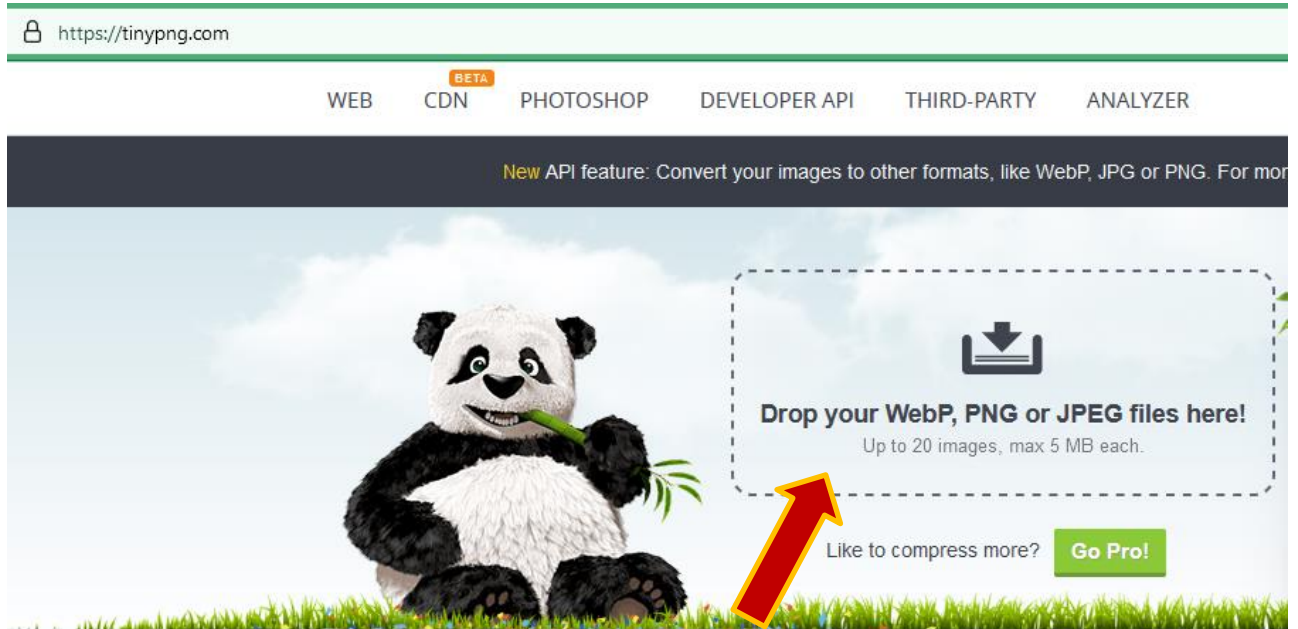 https://tinypng.com
BETA
WEB CDN PHOTOSHOP DEVELOPER API THIRD-PARTY ANALYZER
New API feature: Convert your images to other formats, like WebP, JPG or PNG. For mor
Drop your WebP, PNG or JPEG files here!
Up to 20 images, max 5 MB each.
Like to compress more? Go Pro!